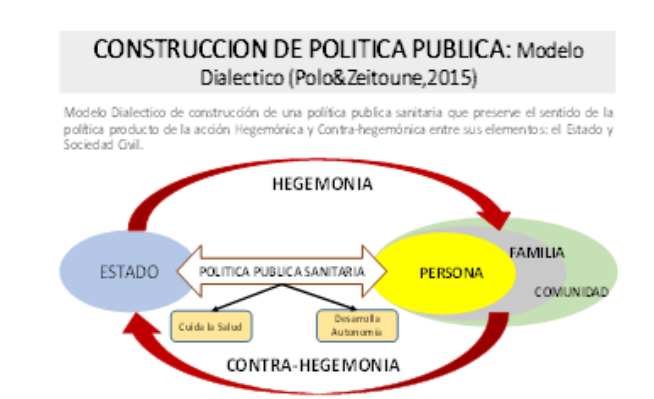 CONSTRUCCION DE POLITICA PUBLICA: Modelo
Dialectico (Polo&Zeitoune,2015)
Modelo Dialectico de construcción de una política publica sanitaria que preserve el sentido de la
política producto de la acción Hegemónica y Contra-hegemónica entre sus elementos: el Estado y
Sociedad Civil.
HEGEMONIA
ESTADO
POLITICA PUBLICA SANITARIA
PERSONA
FAMILIA
COMUNIDAD
Cuida la Salud
Desarrolla
Autonomía
CONTRA-HEGEMONIA